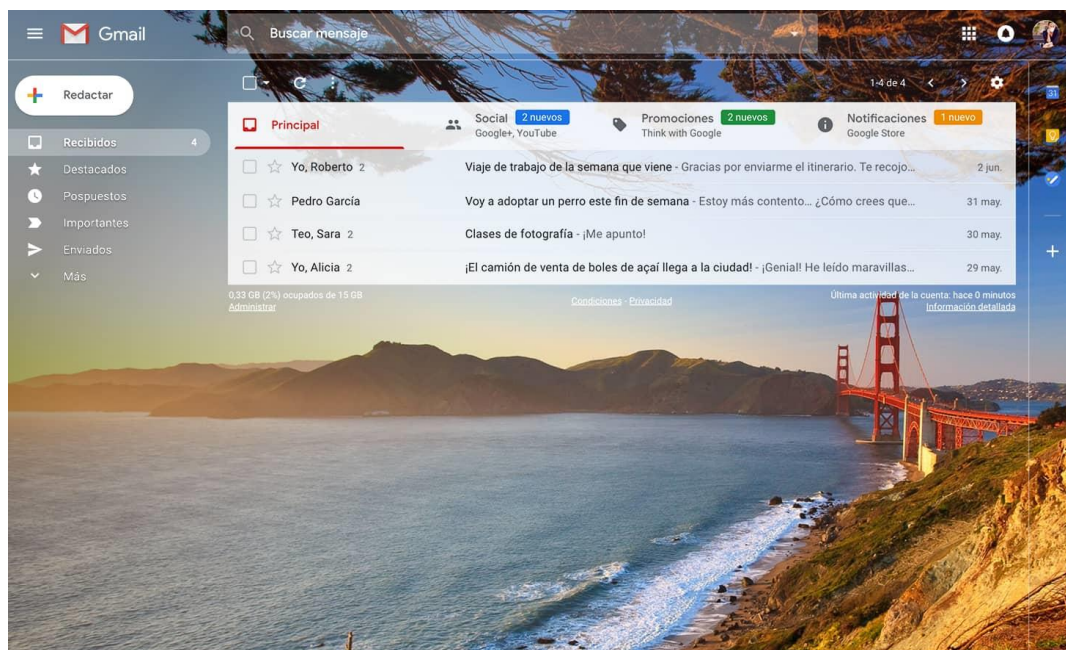 Gmail
Buscar mensaje
Redactar
1-4 de 4
31
Recibidos 4
Destacados
Pospuestos
Importantes
Enviados
Más
Principal
Social 2 nuevos
Google+, YouTube
Promociones 2 nuevos
Think with Google
Notificaciones 1 nuevo
Google Store
Yo, Roberto 2 Viaje de trabajo de la semana que viene - Gracias por enviarme el itinerario. Te recojo... 2 jun.
Pedro García Voy a adoptar un perro este fin de semana - Estoy más contento... ¿Cómo crees que... 31 may.
Teo, Sara 2 Clases de fotografía - ¡Me apunto! 30 may.
Yo, Alicia 2 ¡El camión de venta de boles de açaí llega a la ciudad! - ¡Genial! He leído maravillas... 29 may.
0,33 GB (2%) ocupados de 15 GB
Administrar
Condiciones - Privacidad
Última actividad de la cuenta: hace 0 minutos
Información detallada